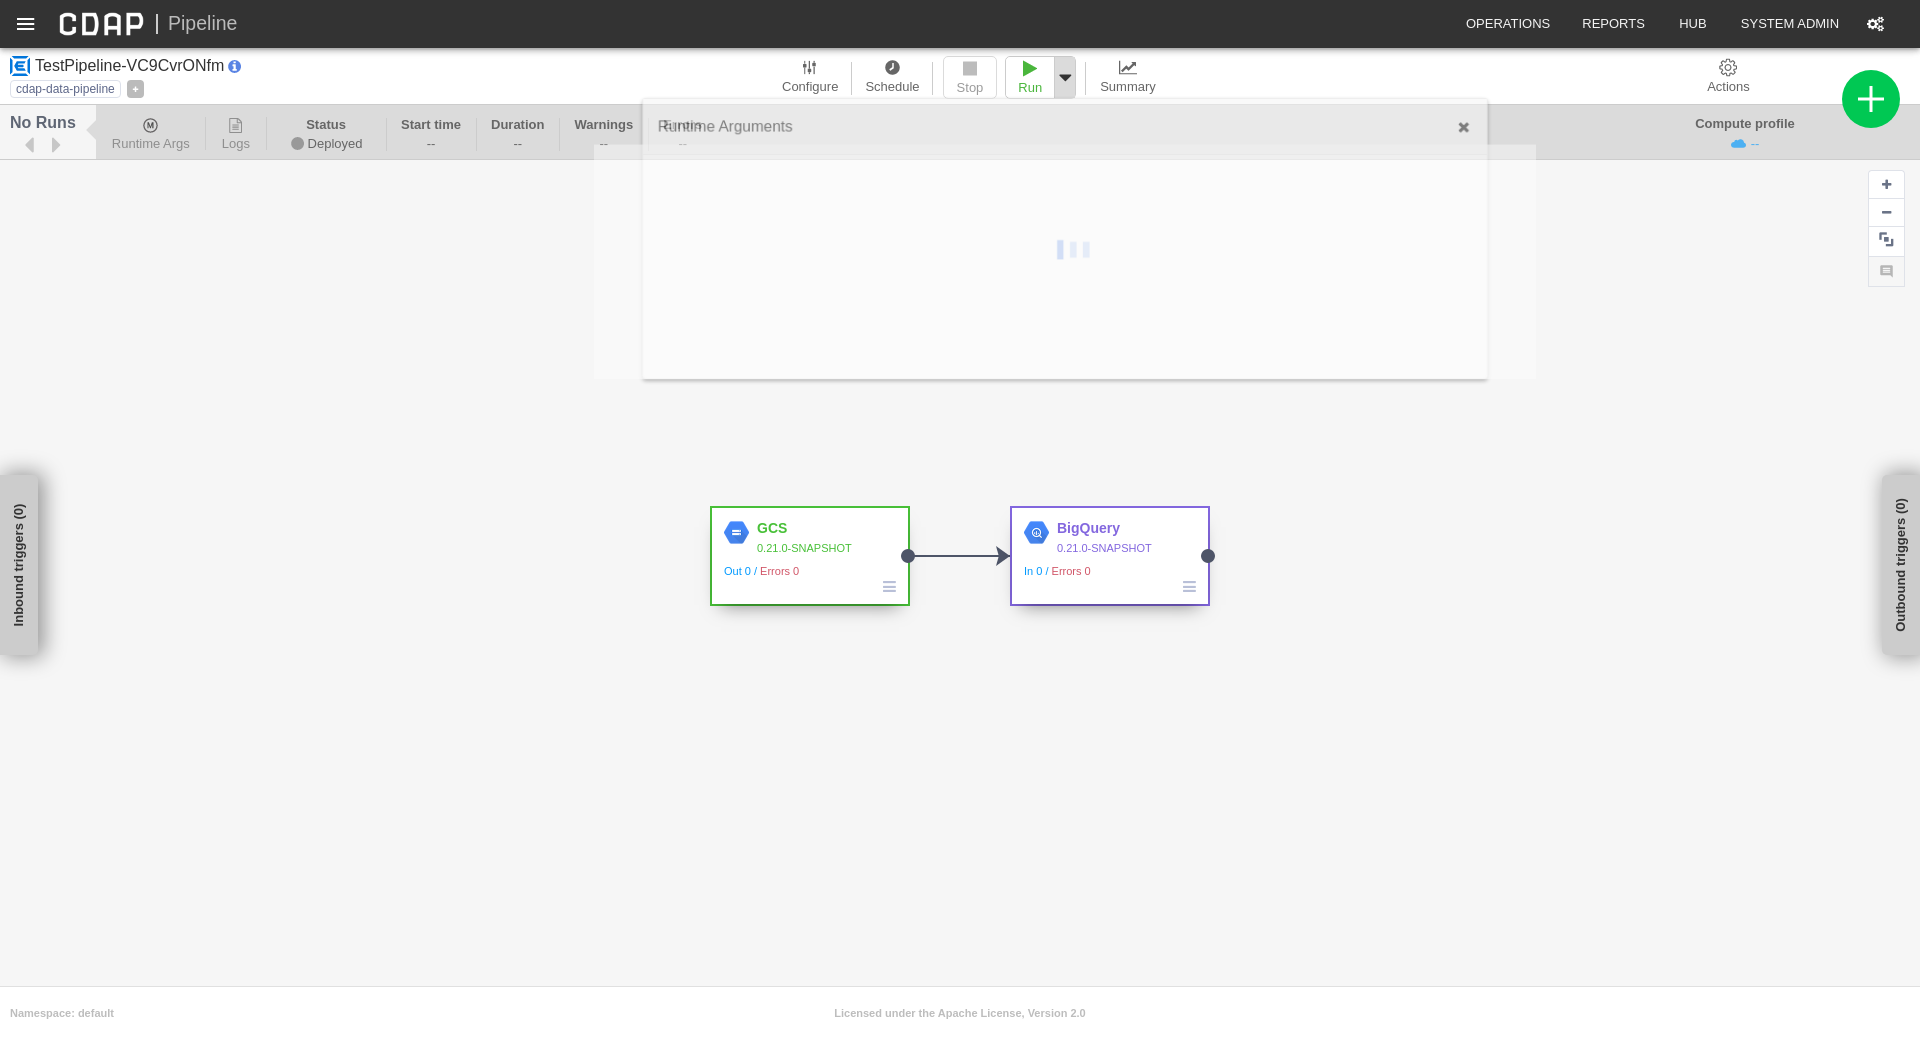 CDAP | Pipeline
OPERATIONS
REPORTS
HUB
SYSTEM ADMIN
TestPipeline-VC9CvrONfm
cdap-data-pipeline
Configure
Schedule
Stop
Run
Summary
Actions
No Runs
Runtime Args
Logs
Status
Deployed
Start time
--
Duration
--
Warnings
--
Errors
--
Runtime Arguments
Compute profile
--
Inbound triggers (0)
GCS
0.21.0-SNAPSHOT
Out 0 / Errors 0
BigQuery
0.21.0-SNAPSHOT
In 0 / Errors 0
Outbound triggers (0)
Namespace: default
Licensed under the Apache License, Version 2.0